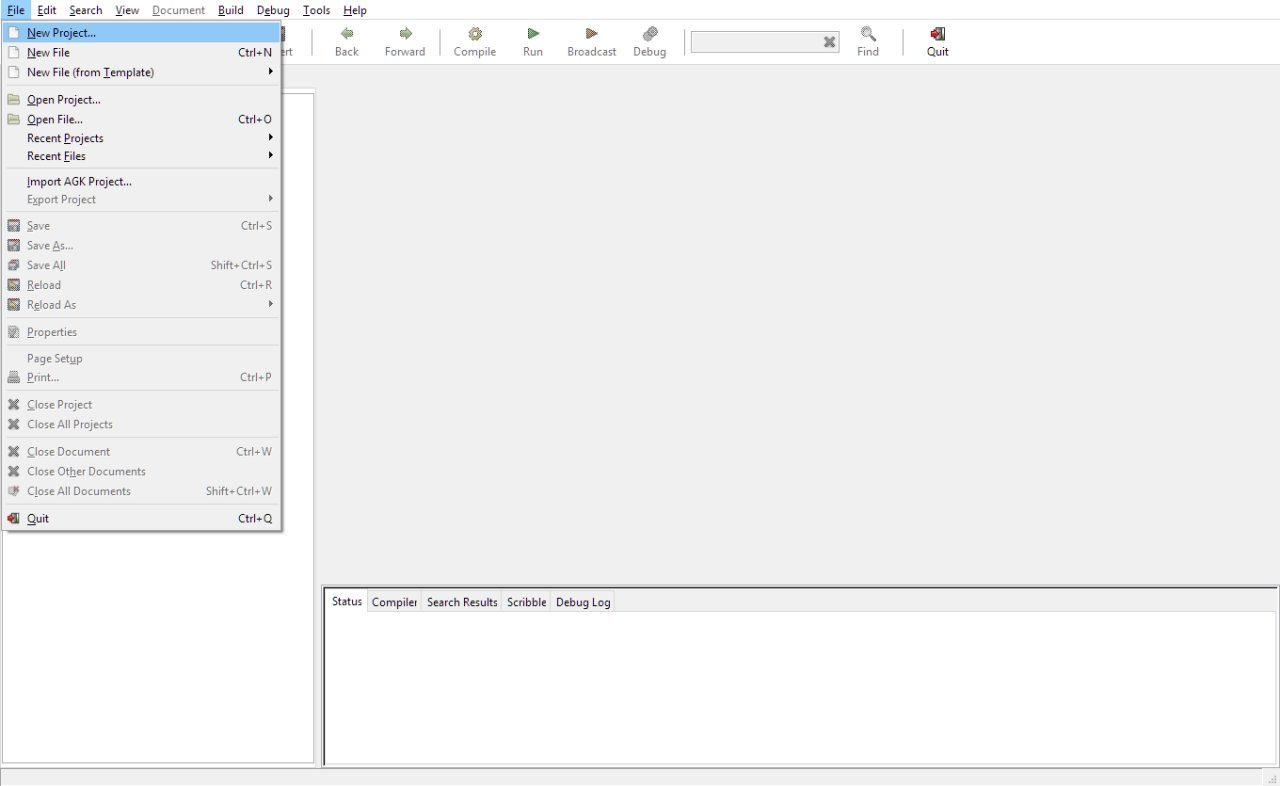 File Edit Search View Document Build Debug Tools Help
New Project...
New File Ctrl+N
New File (from Template)
Open Project...
Open File... Ctrl+O
Recent Projects
Recent Files
Import AGK Project...
Export Project
Save Ctrl+S
Save As...
Save All Shift+Ctrl+S
Reload Ctrl+R
Reload As
Properties
Page Setup
Print... Ctrl+P
Close Project
Close All Projects
Close Document Ctrl+W
Close Other Documents
Close All Documents Shift+Ctrl+W
Quit Ctrl+Q
Back Forward Compile Run Broadcast Debug Find Quit
Status Compiler Search Results Scribble Debug Log